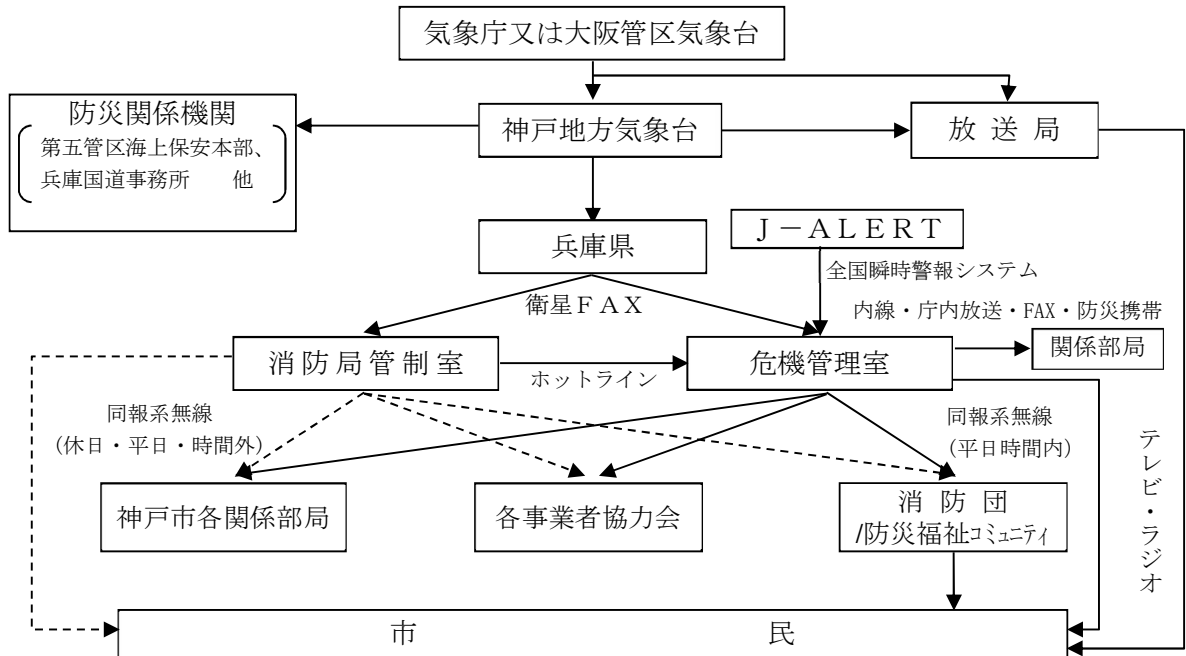 気象庁又は大阪管区気象台
防災関係機関
第五管区海上保安本部、
兵庫国道事務所　他
神戸地方気象台
放 送 局
兵庫県
Ｊ－ＡＬＥＲＴ
全国瞬時警報システム
衛星ＦＡＸ
内線・庁内放送・FAX・防災携帯
消防局管制室
ホットライン
危機管理室
関係部局
同報系無線
(休日・平日・時間外)
同報系無線
(平日時間内)
テレビ・ラジオ
神戸市各関係部局
各事業者協力会
消 防 団
/防災福祉コミュニティ
市　民